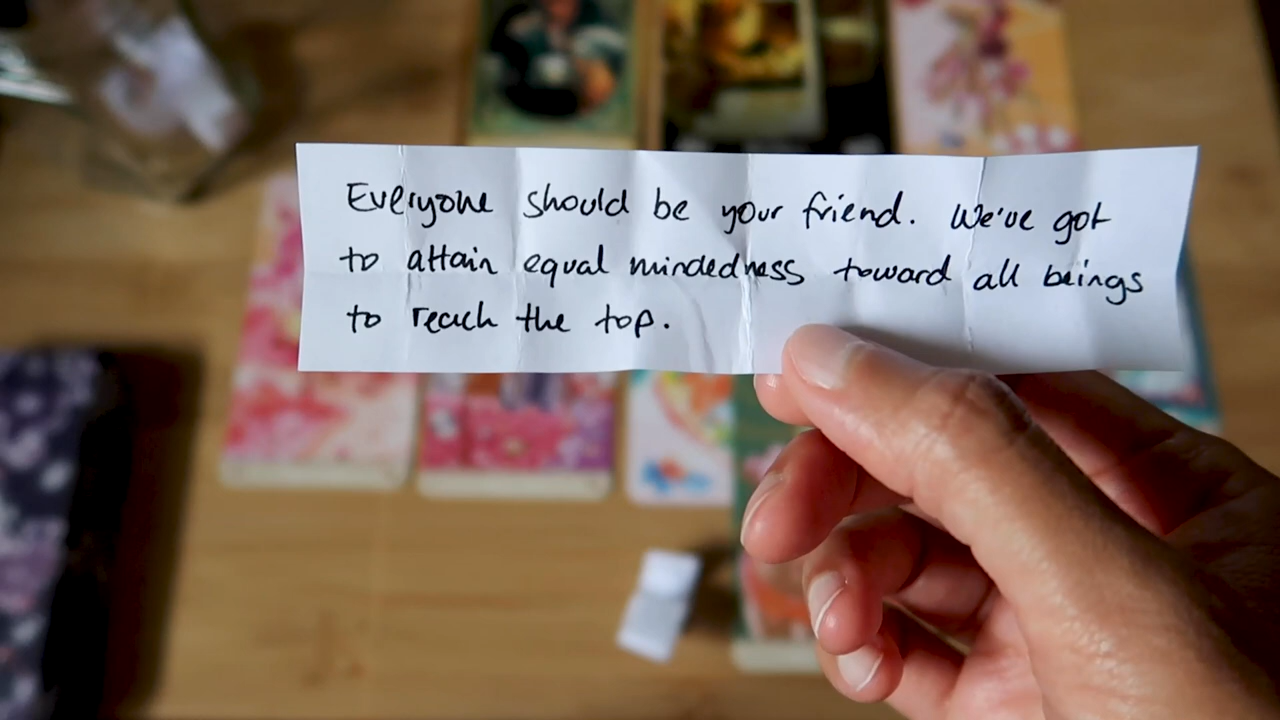 Everyone should be your friend. We've got
to attain equal mindedness toward all beings
to reach the top.